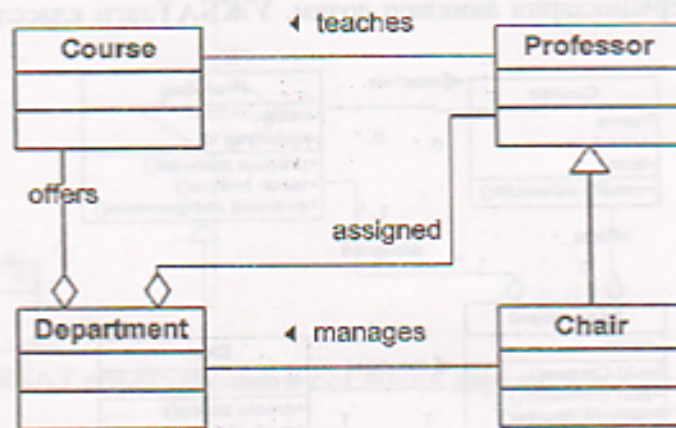 ◄ teaches
Course
Professor
offers
assigned
Department
◄ manages
Chair